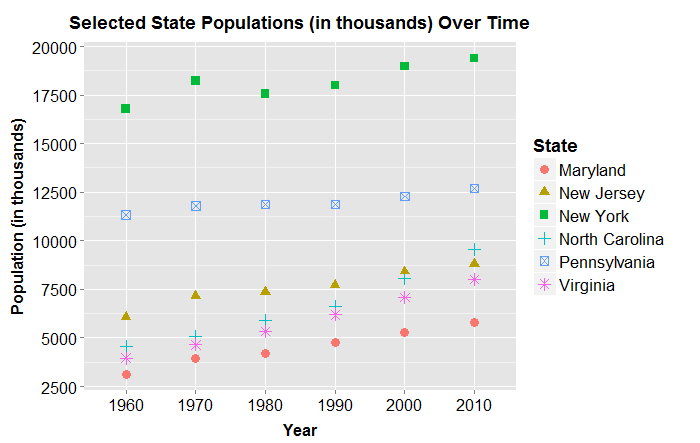 Selected State Populations (in thousands) Over Time
20000
17500
15000
12500
10000
7500
5000
2500
Population (in thousands)
1960 1970 1980 1990 2000 2010
Year
State
Maryland
New Jersey
New York
North Carolina
Pennsylvania
Virginia